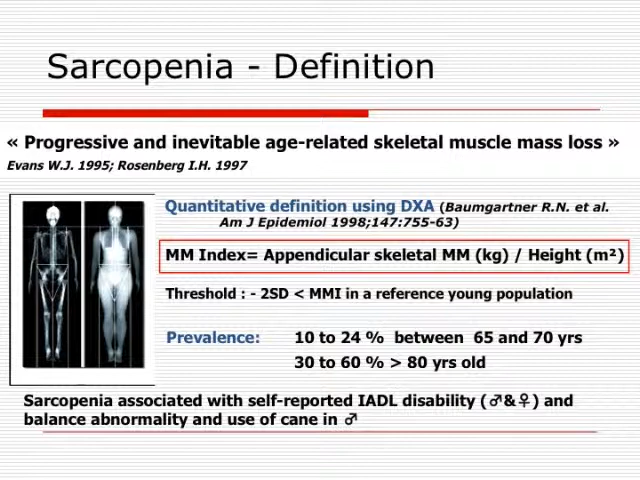 Sarcopenia - Definition
« Progressive and inevitable age-related skeletal muscle mass loss »
Evans W.J. 1995; Rosenberg I.H. 1997
Quantitative definition using DXA (Baumgartner R.N. et al.
Am J Epidemiol 1998;147:755-63)
MM Index= Appendicular skeletal MM (kg) / Height (m²)
Threshold : - 2SD < MMI in a reference young population
Prevalence: 10 to 24 % between 65 and 70 yrs
30 to 60 % > 80 yrs old
Sarcopenia associated with self-reported IADL disability (♂&♀) and
balance abnormality and use of cane in ♂